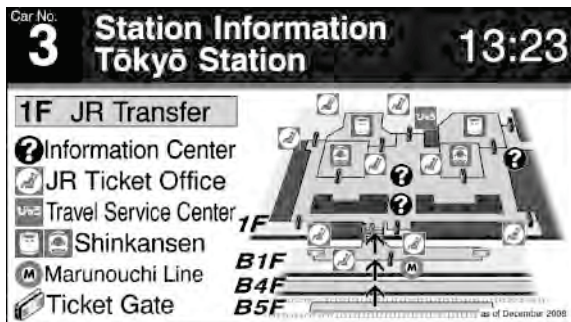 Car No.
3
Station Information
Tōkyō Station
13:23
1F JR Transfer
? Information Center
JR Ticket Office
Travel Service Center
Shinkansen
M Marunouchi Line
Ticket Gate
?
?
?
1F
B1F
M
B4F
B5F
as of December 2008